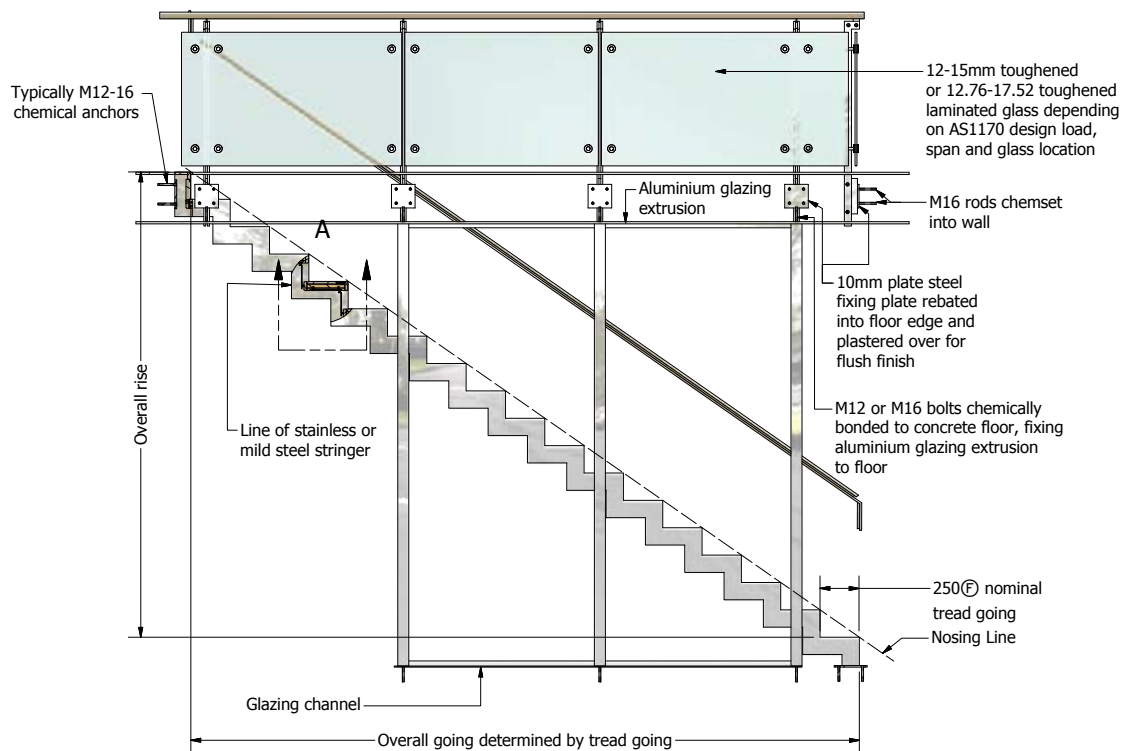 Typically M12-16
chemical anchors
12-15mm toughened
or 12.76-17.52 toughened
laminated glass depending
on AS1170 design load,
span and glass location
Aluminium glazing
extrusion
M16 rods chemset
into wall
A
10mm plate steel
fixing plate rebated
into floor edge and
plastered over for
flush finish
Overall rise
Line of stainless or
mild steel stringer
M12 or M16 bolts chemically
bonded to concrete floor, fixing
aluminium glazing extrusion
to floor
250Ⓕ nominal
tread going
Nosing Line
Glazing channel
Overall going determined by tread going